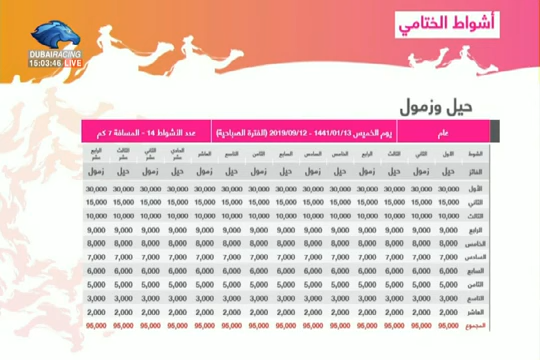 أشواط الختامي
DUBAI RACING
15:03:46 LIVE
حيل وزمول
عام يوم الخميس 1441/01/13 - 2019/09/12 (الفترة الصباحية) عدد الأشواط 14 - المسافة 7 كم
الشوط الاول الثاني الثالث الرابع الخامس السادس السابع الثامن التاسع العاشر الحادي عشر الثاني عشر الثالث عشر الرابع عشر
الفائز حيل زمول حيل زمول حيل زمول حيل زمول حيل زمول حيل زمول حيل زمول
الأول 30,000 30,000 30,000 30,000 30,000 30,000 30,000 30,000 30,000 30,000 30,000 30,000 30,000 30,000
الثاني 15,000 15,000 15,000 15,000 15,000 15,000 15,000 15,000 15,000 15,000 15,000 15,000 15,000 15,000
الثالث 10,000 10,000 10,000 10,000 10,000 10,000 10,000 10,000 10,000 10,000 10,000 10,000 10,000 10,000
الرابع 9,000 9,000 9,000 9,000 9,000 9,000 9,000 9,000 9,000 9,000 9,000 9,000 9,000 9,000
الخامس 8,000 8,000 8,000 8,000 8,000 8,000 8,000 8,000 8,000 8,000 8,000 8,000 8,000 8,000
السادس 7,000 7,000 7,000 7,000 7,000 7,000 7,000 7,000 7,000 7,000 7,000 7,000 7,000 7,000
السابع 6,000 6,000 6,000 6,000 6,000 6,000 6,000 6,000 6,000 6,000 6,000 6,000 6,000 6,000
الثامن 5,000 5,000 5,000 5,000 5,000 5,000 5,000 5,000 5,000 5,000 5,000 5,000 5,000 5,000
التاسع 3,000 3,000 3,000 3,000 3,000 3,000 3,000 3,000 3,000 3,000 3,000 3,000 3,000 3,000
العاشر 2,000 2,000 2,000 2,000 2,000 2,000 2,000 2,000 2,000 2,000 2,000 2,000 2,000 2,000
المجموع 95,000 95,000 95,000 95,000 95,000 95,000 95,000 95,000 95,000 95,000 95,000 95,000 95,000 95,000